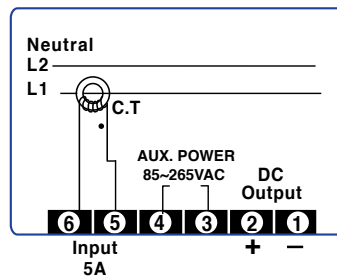 Neutral
L2
L1
C.T
AUX. POWER
85~265VAC
DC
Output
6 5 4 3 2 1
Input
5A
+ −